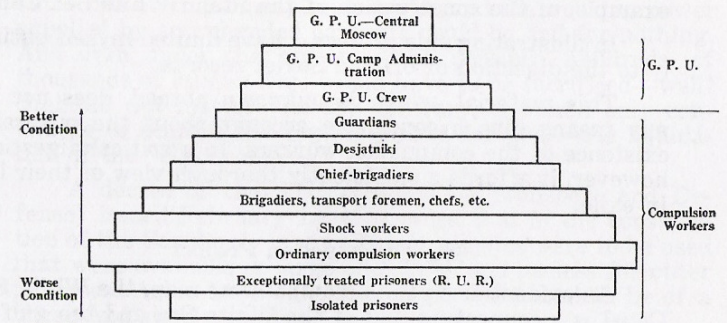 G. P. U.—Central
Moscow
G. P. U. Camp Adminis-
tration
G. P. U. Crew
G. P. U.
Better
Condition
Guardians
Desjatniki
Chief-brigadiers
Brigadiers, transport foremen, chefs, etc.
Shock workers
Ordinary compulsion workers
Compulsion
Workers
Worse
Condition
Exceptionally treated prisoners (R. U. R.)
Isolated prisoners